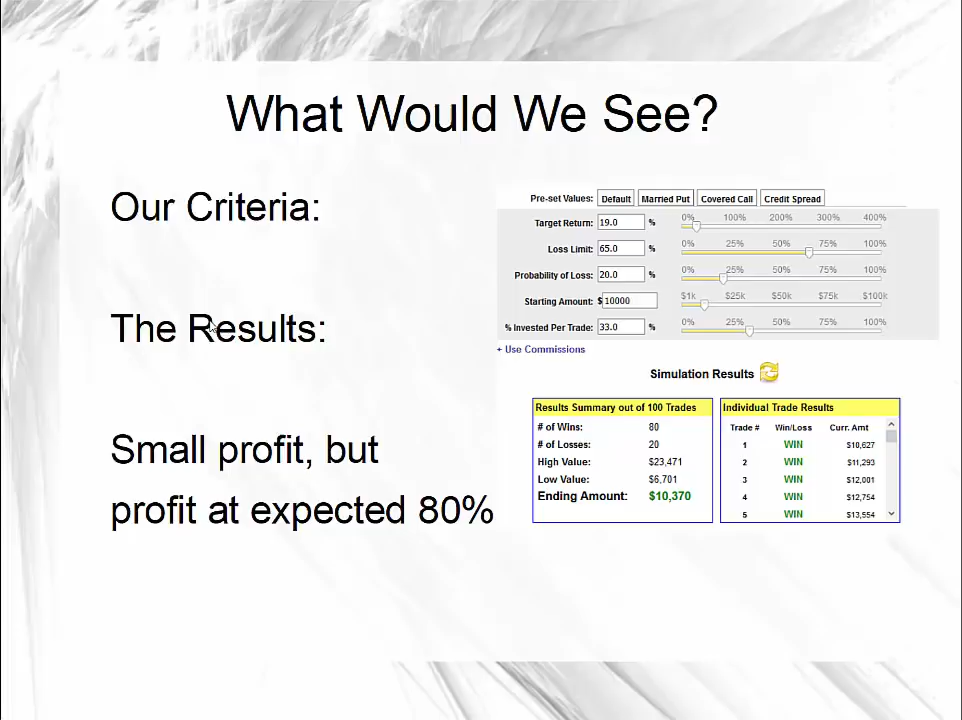 What Would We See?
Our Criteria:
The Results:
Small profit, but
profit at expected 80%
Pre-set Values: Default Married Put Covered Call Credit Spread
Target Return: 19.0 % 0% 100% 200% 300% 400%
Loss Limit: 65.0 % 0% 25% 50% 75% 100%
Probability of Loss: 20.0 % 0% 25% 50% 75% 100%
Starting Amount: $ 10000 $1k $25k $50k $75k $100k
% Invested Per Trade: 33.0 % 0% 25% 50% 75% 100%
+ Use Commissions
Simulation Results
Results Summary out of 100 Trades
# of Wins: 80
# of Losses: 20
High Value: $23,471
Low Value: $6,701
Ending Amount: $10,370
Individual Trade Results
Trade # Win/Loss Curr. Amt
1 WIN $10,627
2 WIN $11,293
3 WIN $12,001
4 WIN $12,754
5 WIN $13,554